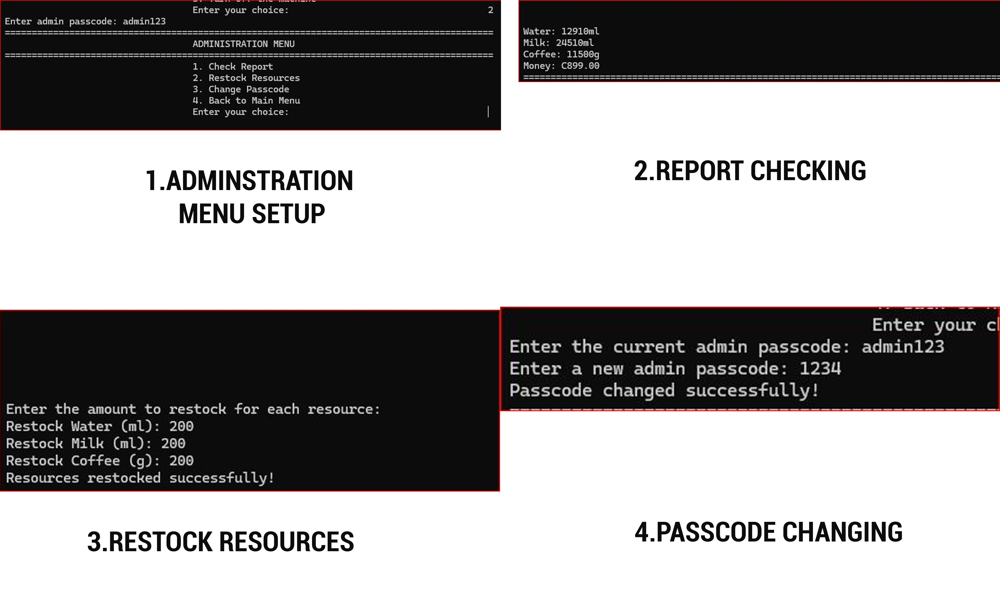 Enter your choice: 2
Enter admin passcode: admin123
===========================================================================================
ADMINISTRATION MENU
===========================================================================================
1. Check Report
2. Restock Resources
3. Change Passcode
4. Back to Main Menu
Enter your choice:
1.ADMINSTRATION
MENU SETUP
Water: 12910ml
Milk: 24510ml
Coffee: 11500g
Money: C899.00
2.REPORT CHECKING
Enter the amount to restock for each resource:
Restock Water (ml): 200
Restock Milk (ml): 200
Restock Coffee (g): 200
Resources restocked successfully!
3.RESTOCK RESOURCES
Enter your
Enter the current admin passcode: admin123
Enter a new admin passcode: 1234
Passcode changed successfully!
4.PASSCODE CHANGING